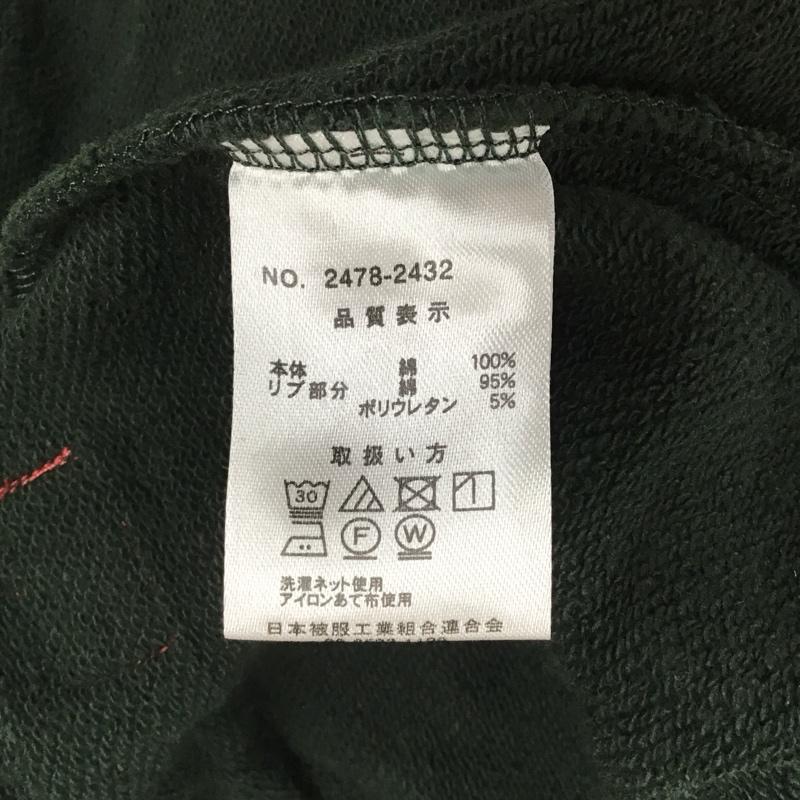 NO. 2478-2432
品質表示
本体 綿 100%
リブ部分 綿 95%
ポリウレタン 5%
取扱い方
30
F W
洗濯ネット使用
アイロンあて布使用
日本被服工業組合連合会